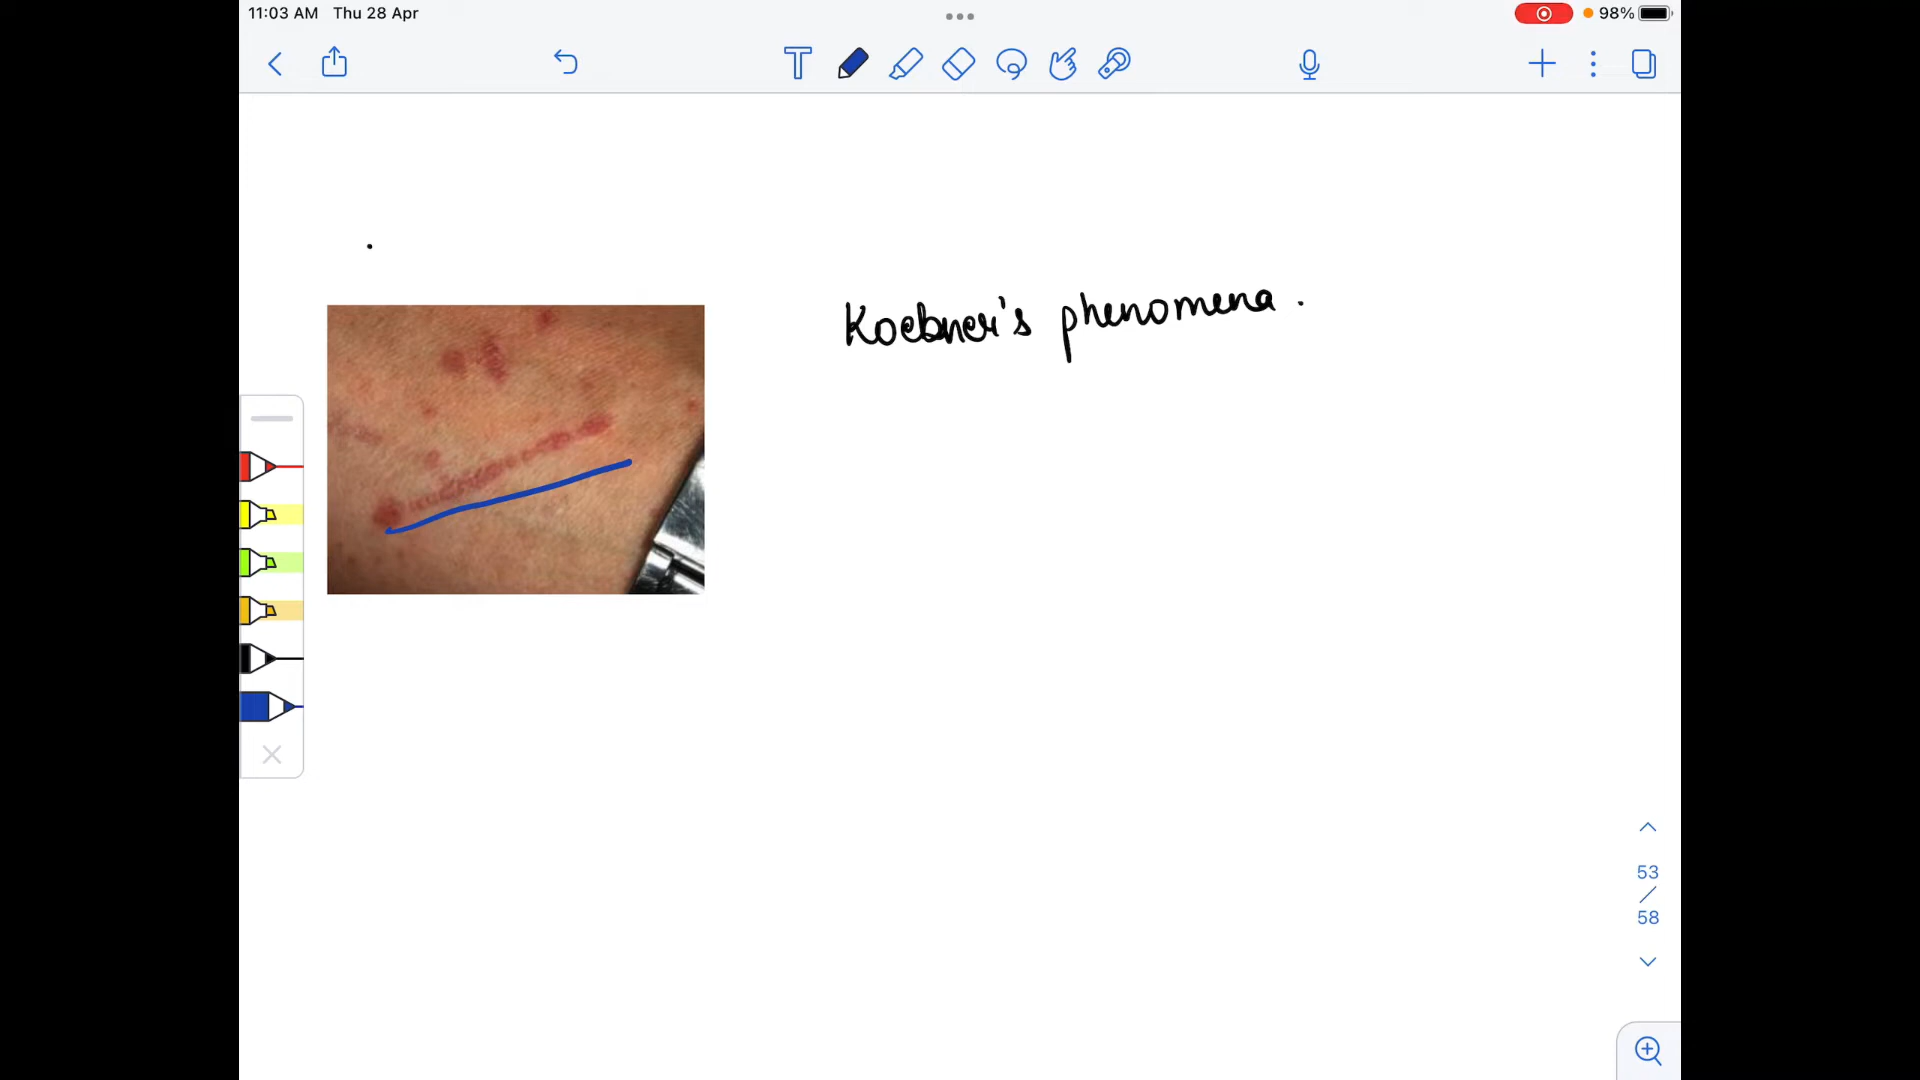 11:03 AM Thu 28 Apr
98%
T
Koebner's phenomena.
53
/
58